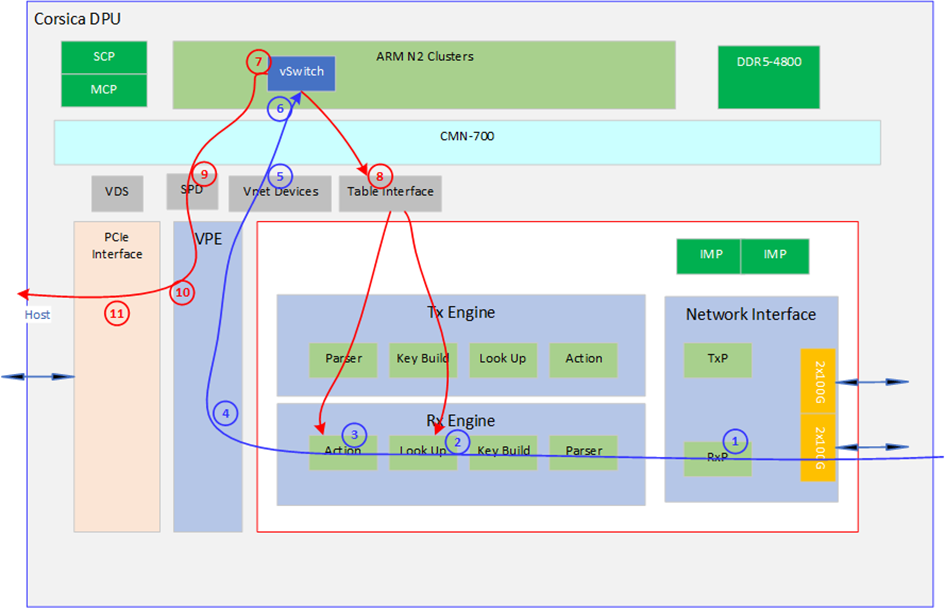 Corsica DPU
SCP
MCP
ARM N2 Clusters
7
vSwitch
DDR5-4800
6
CMN-700
VDS
9
SPD
5
Vnet Devices
8
Table Interface
PCIe
Interface
VPE
IMP
IMP
10
11
Host
Tx Engine
Parser
Key Build
Look Up
Action
Network Interface
TxP
2x100G
4
Rx Engine
3
2
1
Action
Look Up
Key Build
Parser
RxP
2x100G